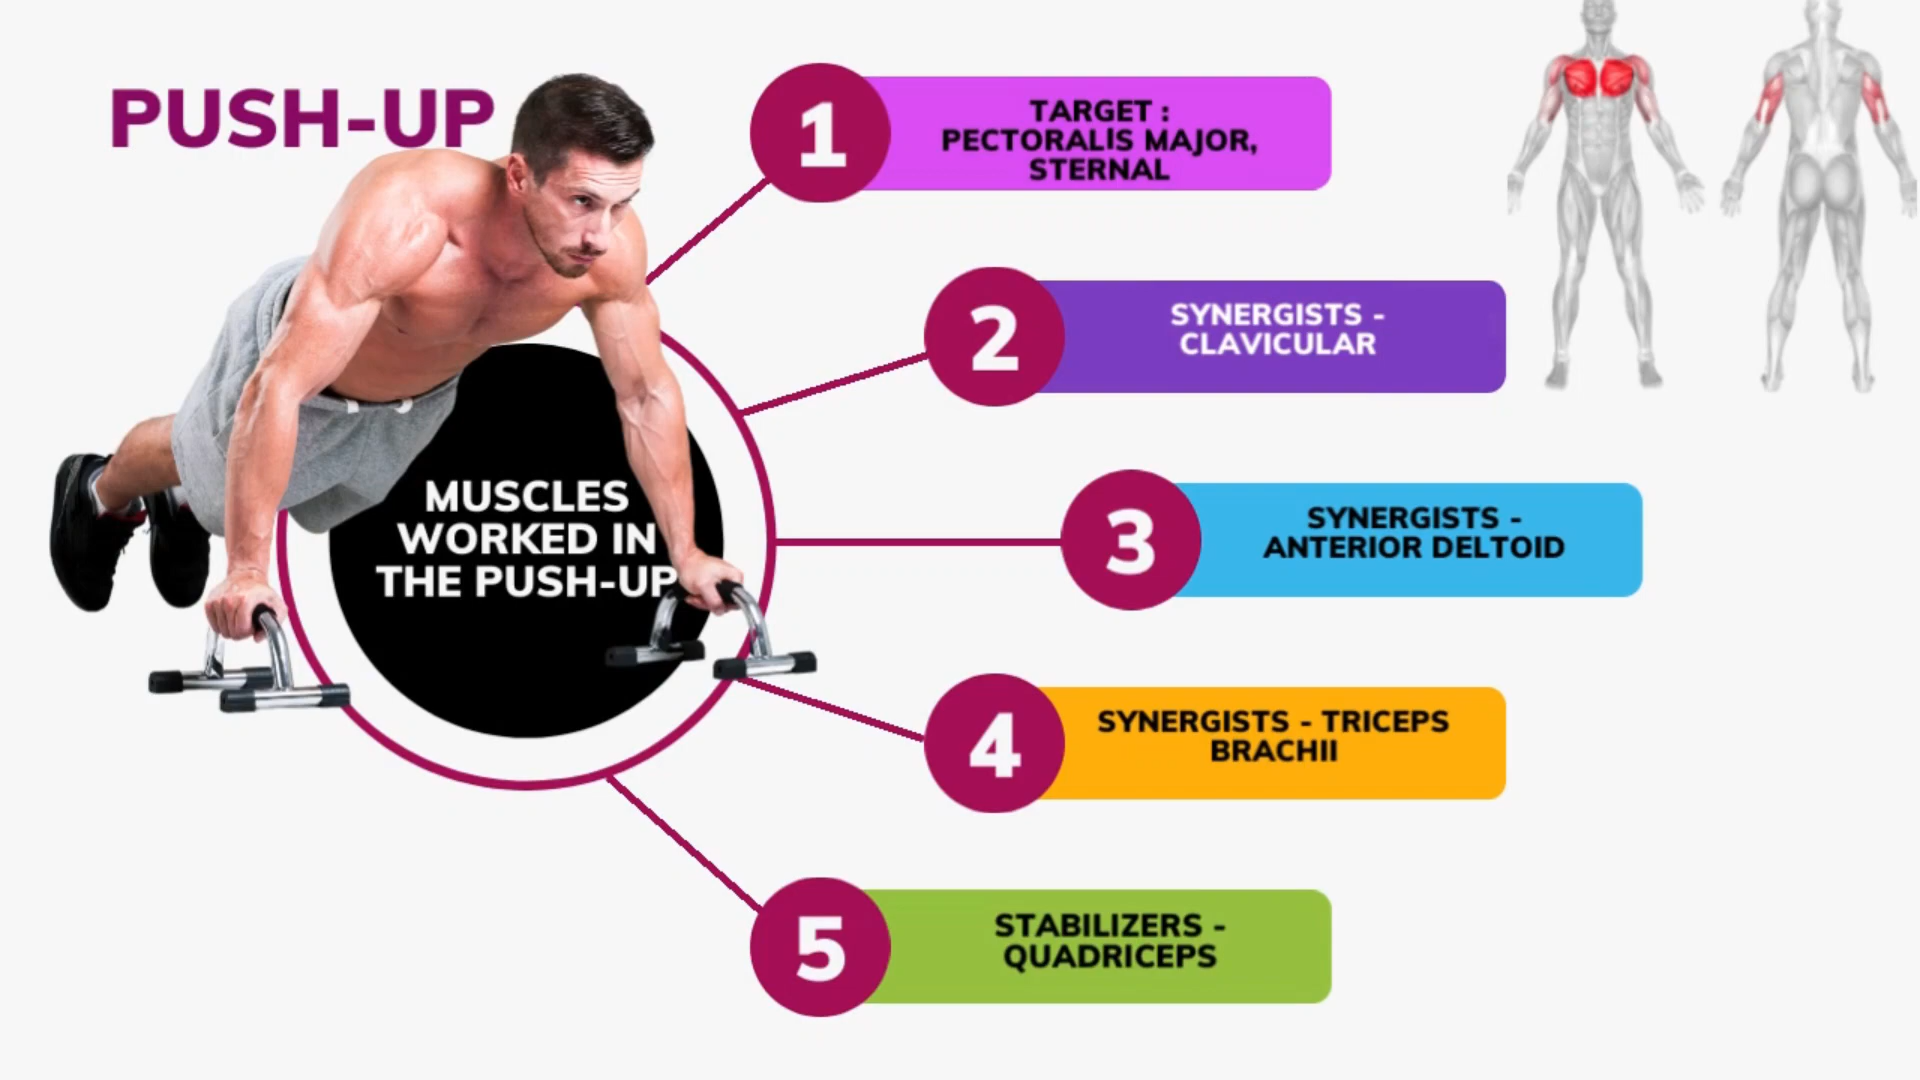 PUSH-UP
1
TARGET :
PECTORALIS MAJOR,
STERNAL
2
SYNERGISTS -
CLAVICULAR
MUSCLES
WORKED IN
THE PUSH-UP
3
SYNERGISTS -
ANTERIOR DELTOID
4
SYNERGISTS - TRICEPS
BRACHII
5
STABILIZERS -
QUADRICEPS